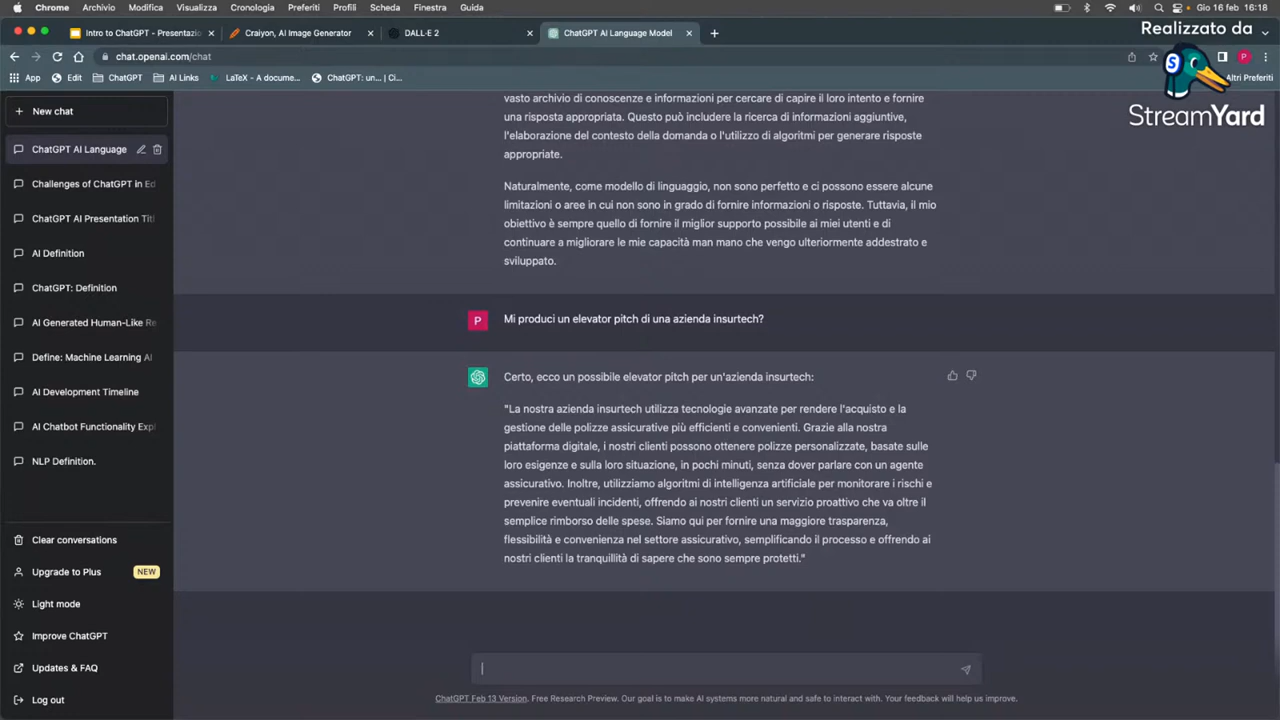 Chrome Archivio Modifica Visualizza Cronologia Preferiti Profili Scheda Finestra Guida Gio 16 feb 16:18
Intro to ChatGPT - Presentazio
Craiyon, AI Image Generator
DALL·E 2
ChatGPT AI Language Model
Realizzato da
chat.openai.com/chat
P
App
Edt
ChatGPT
AI Links
LaTeX - A docume...
ChatGPT: un... | Ci...
Altri Preferiti
S
StreamYard
New chat
ChatGPT AI Language
Challenges of ChatGPT in Ed
ChatGPT AI Presentation Titl
AI Definition
ChatGPT: Definition
AI Generated Human-Like Re
Define: Machine Learning AI
AI Development Timeline
AI Chatbot Functionality Expl
NLP Definition.
Clear conversations
Upgrade to Plus NEW
Light mode
Improve ChatGPT
Updates & FAQ
Log out
vasto archivio di conoscenze e informazioni per cercare di capire il loro intento e fornire
una risposta appropriata. Questo può includere la ricerca di informazioni aggiuntive,
l'elaborazione del contesto della domanda o l'utilizzo di algoritmi per generare risposte
appropriate.
Naturalmente, come modello di linguaggio, non sono perfetto e ci possono essere alcune
limitazioni o aree in cui non sono in grado di fornire informazioni o risposte. Tuttavia, il mio
obiettivo è sempre quello di fornire il miglior supporto possibile ai miei utenti e di
continuare a migliorare le mie capacità man mano che vengo ulteriormente addestrato e
sviluppato.
P
Mi produci un elevator pitch di una azienda insurtech?
Certo, ecco un possibile elevator pitch per un'azienda insurtech:
"La nostra azienda insurtech utilizza tecnologie avanzate per rendere l'acquisto e la
gestione delle polizze assicurative più efficienti e convenienti. Grazie alla nostra
piattaforma digitale, i nostri clienti possono ottenere polizze personalizzate, basate sulle
loro esigenze e sulla loro situazione, in pochi minuti, senza dover parlare con un agente
assicurativo. Inoltre, utilizziamo algoritmi di intelligenza artificiale per monitorare i rischi e
prevenire eventuali incidenti, offrendo ai nostri clienti un servizio proattivo che va oltre il
semplice rimborso delle spese. Siamo qui per fornire una maggiore trasparenza,
flessibilità e convenienza nel settore assicurativo, semplificando il processo e offrendo ai
nostri clienti la tranquillità di sapere che sono sempre protetti."
ChatGPT Feb 13 Version. Free Research Preview. Our goal is to make AI systems more natural and safe to interact with. Your feedback will help us improve.